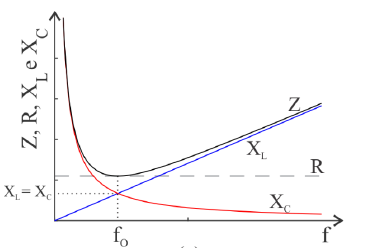 Z, R, X_L e X_C
Z
X_L
R
X_L = X_C
X_C
f_o
f